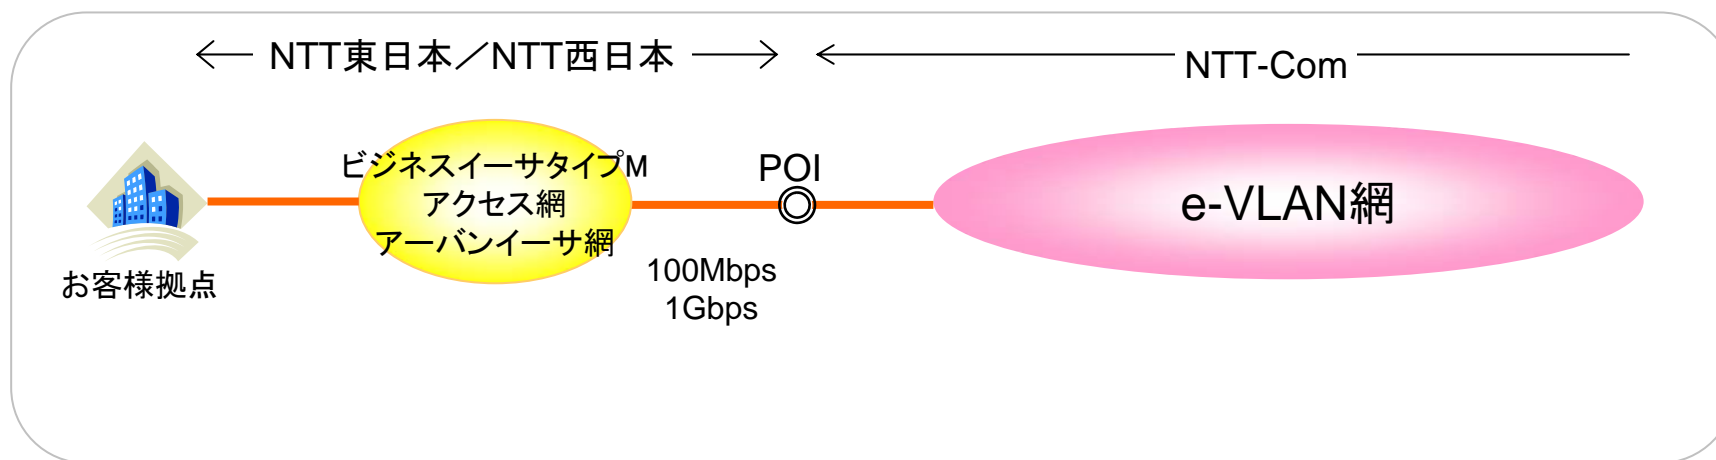 NTT東日本／NTT西日本
NTT-Com
ビジネスイーサタイプM
アクセス網
アーバンイーサ網
POI
e-VLAN網
お客様拠点
100Mbps
1Gbps